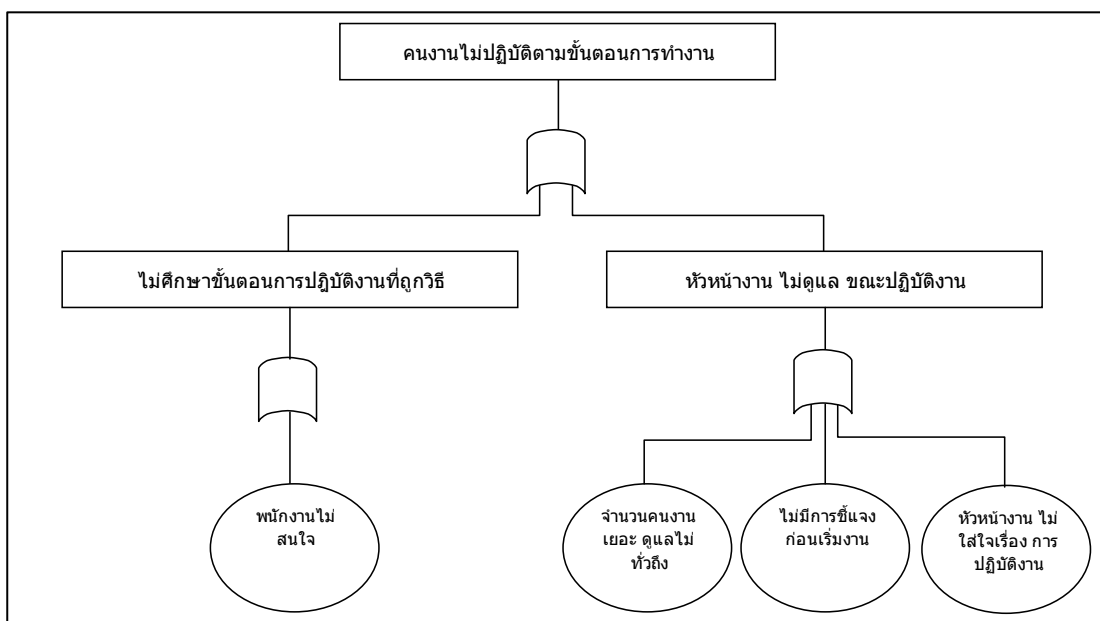 คนงานไม่ปฏิบัติตามขั้นตอนการทำงาน
ไม่ศึกษาขั้นตอนการปฏิบัติงานที่ถูกวิธี
หัวหน้างาน ไม่ดูแล ขณะปฏิบัติงาน
พนักงานไม่
สนใจ
จำนวนคนงาน
เยอะ ดูแลไม่
ทั่วถึง
ไม่มีการชี้แจง
ก่อนเริ่มงาน
หัวหน้างาน ไม่
ใส่ใจเรื่อง การ
ปฏิบัติงาน